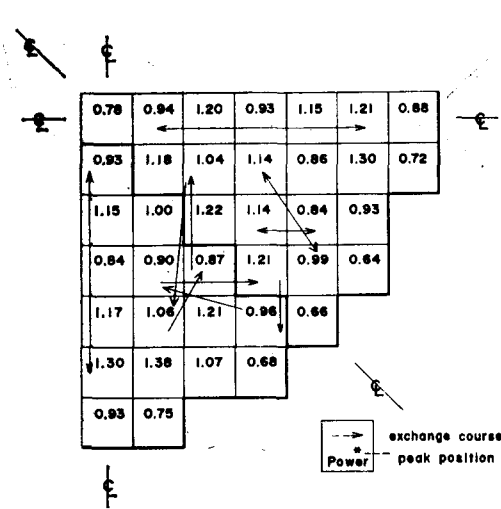 ℄ ℄
℄ 0.78 0.94 1.20 0.93 1.15 1.21 0.88 ℄
0.93 1.18 1.04 1.14 0.86 1.30 0.72
1.15 1.00 1.22 1.14 0.84 0.93
0.84 0.90 0.87 1.21 0.99 0.64
1.17 1.06 1.21 0.96 0.66
1.30 1.38 1.07 0.68
℄
0.93 0.75
exchange course
* peak position
Power
℄